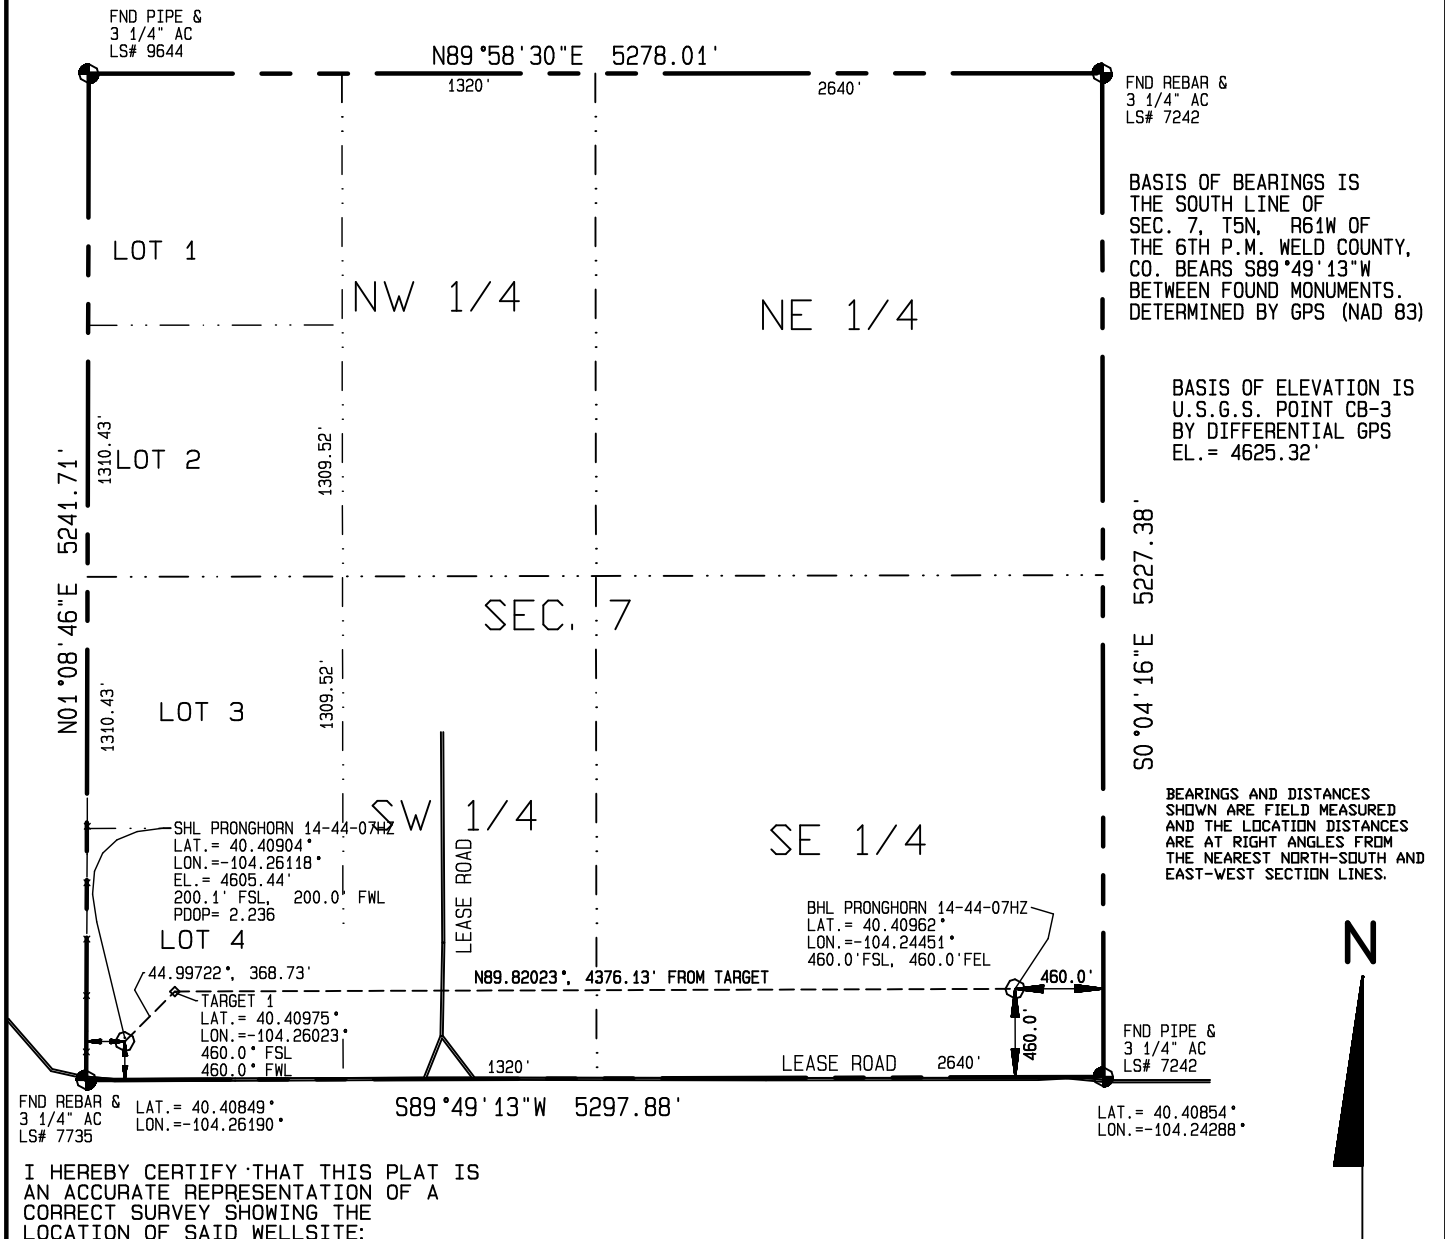 FND PIPE &
3 1/4" AC
LS# 9644
N89°58'30"E 5278.01'
1320'
2640'
FND REBAR &
3 1/4" AC
LS# 7242
BASIS OF BEARINGS IS
THE SOUTH LINE OF
SEC. 7, T5N, R61W OF
THE 6TH P.M. WELD COUNTY,
CO. BEARS S89°49'13"W
BETWEEN FOUND MONUMENTS.
DETERMINED BY GPS (NAD 83)
LOT 1
NW 1/4
NE 1/4
BASIS OF ELEVATION IS
U.S.G.S. POINT CB-3
BY DIFFERENTIAL GPS
EL.= 4625.32'
1310.43'
LOT 2
1309.52'
N01°08'46"E 5241.71'
S0°04'16"E 5227.38'
SEC. 7
1310.43'
LOT 3
1309.52'
SW 1/4
SE 1/4
LEASE ROAD
BEARINGS AND DISTANCES
SHOWN ARE FIELD MEASURED
AND THE LOCATION DISTANCES
ARE AT RIGHT ANGLES FROM
THE NEAREST NORTH-SOUTH AND
EAST-WEST SECTION LINES.
SHL PRONGHORN 14-44-07HZ
LAT.= 40.40904°
LON.=-104.26118°
EL.= 4605.44'
200.1' FSL, 200.0' FWL
PDOP= 2.236
LOT 4
BHL PRONGHORN 14-44-07HZ
LAT.= 40.40962°
LON.=-104.24451°
460.0'FSL, 460.0'FEL
N
44.99722°, 368.73'
N89.82023°, 4376.13' FROM TARGET
460.0'
460.0'
TARGET 1
LAT.= 40.40975°
LON.=-104.26023°
460.0° FSL
460.0° FWL
1320'
LEASE ROAD
2640'
FND PIPE &
3 1/4" AC
LS# 7242
FND REBAR &
3 1/4" AC
LS# 7735
LAT.= 40.40849°
LON.=-104.26190°
S89°49'13"W 5297.88'
LAT.= 40.40854°
LON.=-104.24288°
I HEREBY CERTIFY THAT THIS PLAT IS
AN ACCURATE REPRESENTATION OF A
CORRECT SURVEY SHOWING THE
LOCATION OF SAID WELLSITE: